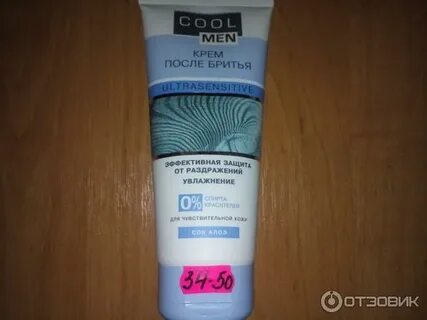 COOL
MEN
КРЕМ
ПОСЛЕ БРИТЬЯ
ULTRASENSITIVE
ЭФФЕКТИВНАЯ ЗАЩИТА
ОТ РАЗДРАЖЕНИЙ
УВЛАЖНЕНИЕ
0% СПИРТА
КРАСИТЕЛЕЙ
ДЛЯ ЧУВСТВИТЕЛЬНОЙ КОЖИ
СОК АЛОЭ
34-50
ОТЗОВИК